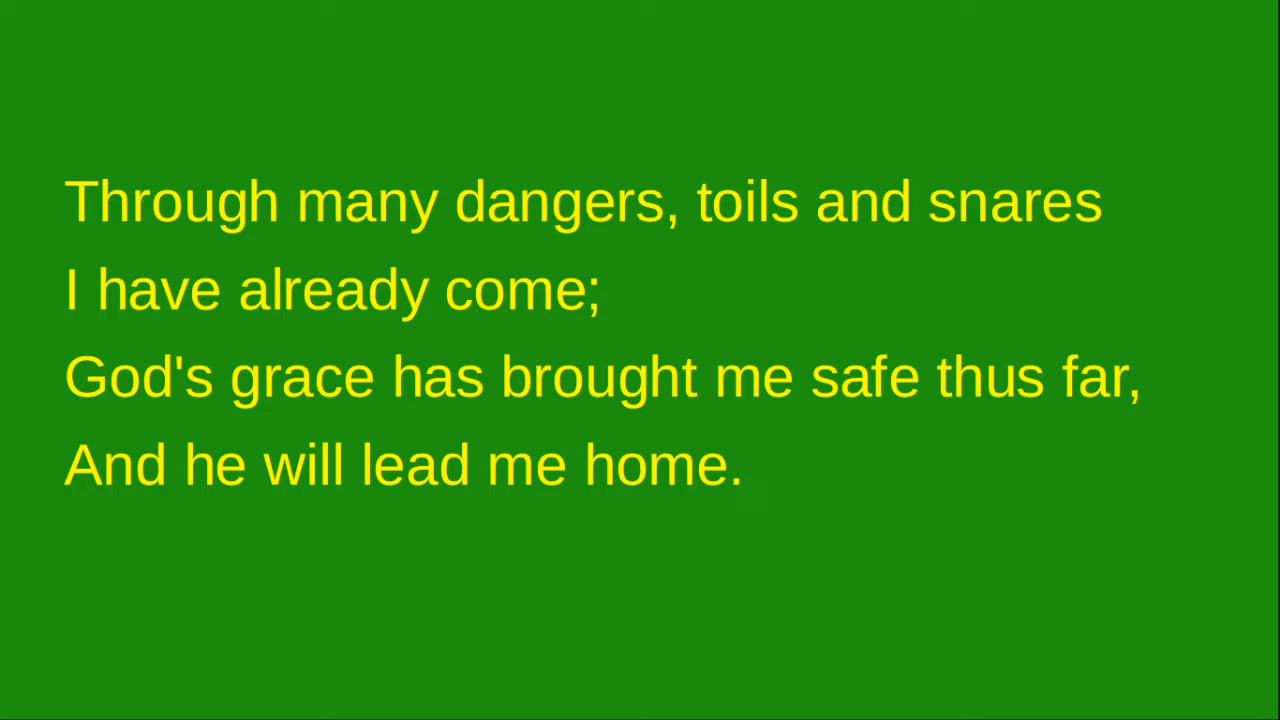 Through many dangers, toils and snares
I have already come;
God's grace has brought me safe thus far,
And he will lead me home.